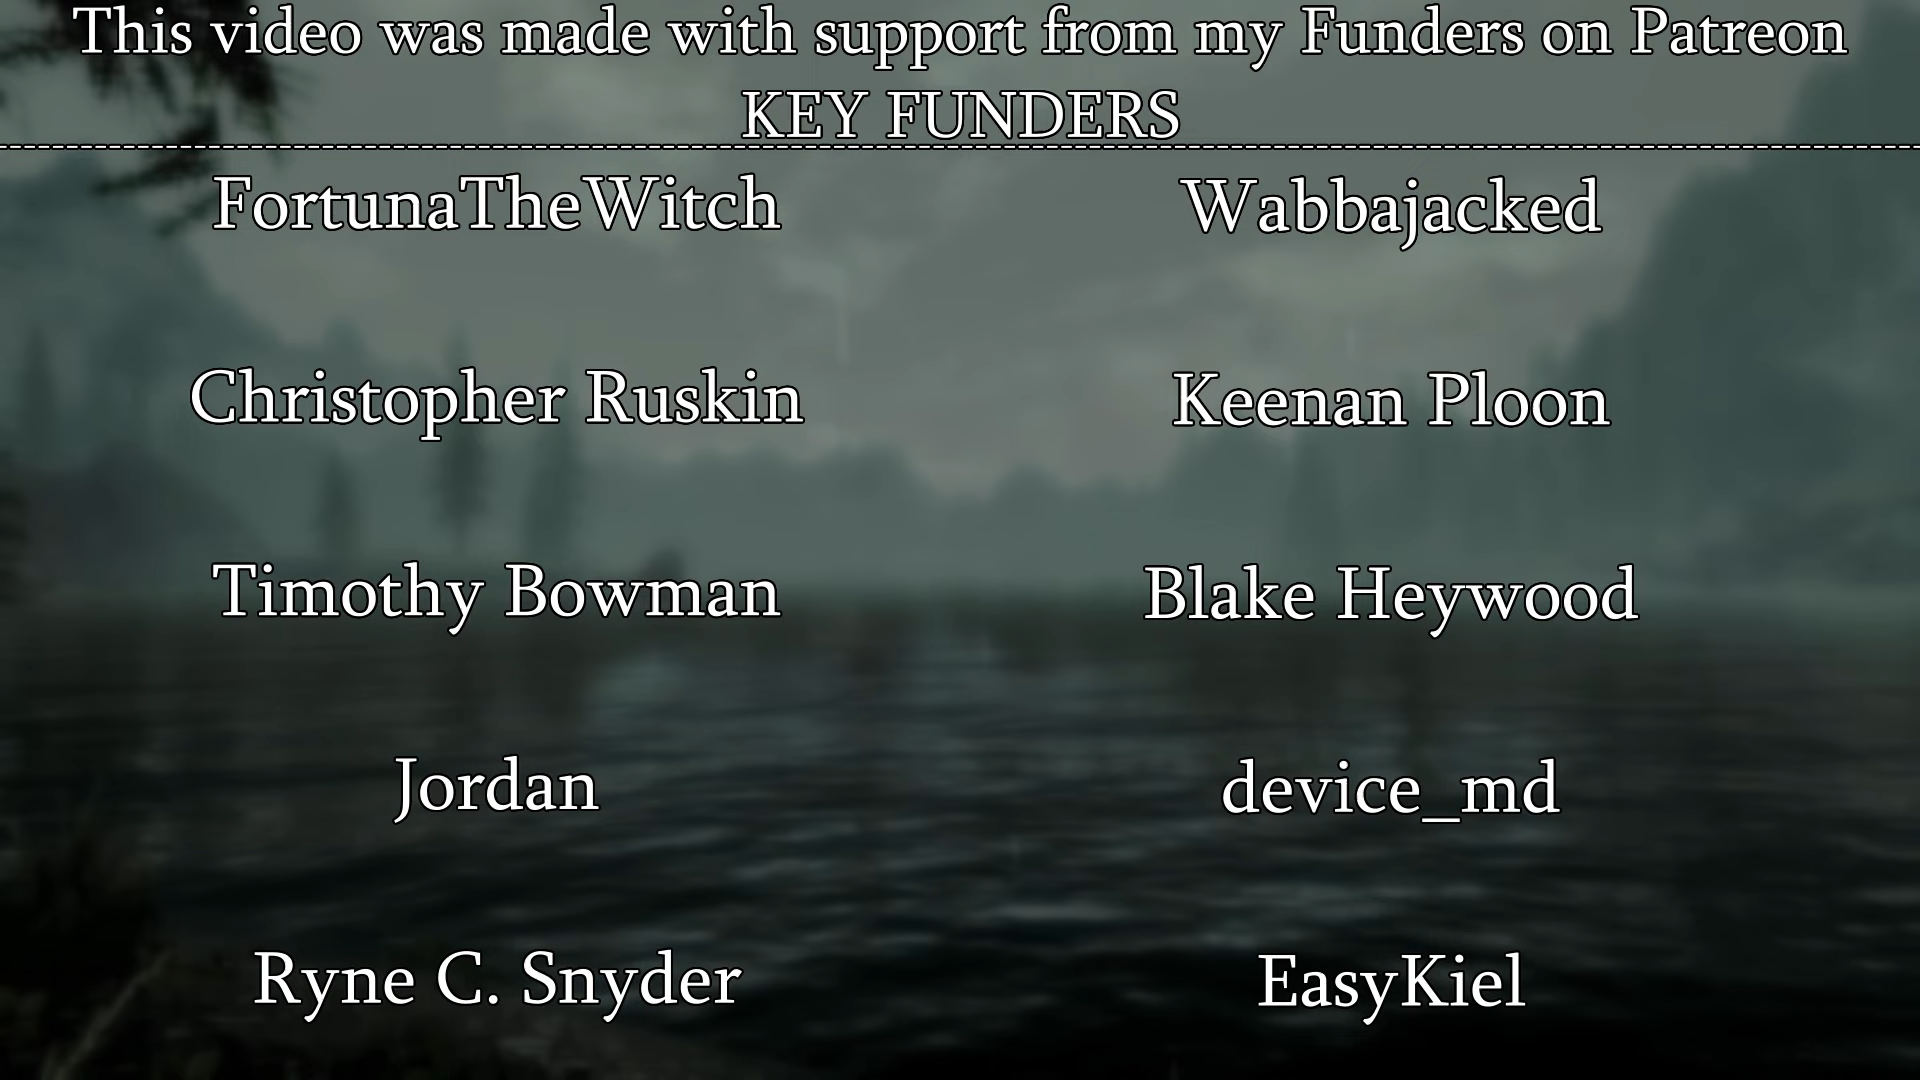 This video was made with support from my Funders on Patreon
KEY FUNDERS
FortunaTheWitch
Wabbajacked
Christopher Ruskin
Keenan Ploon
Timothy Bowman
Blake Heywood
Jordan
device_md
Ryne C. Snyder
EasyKiel